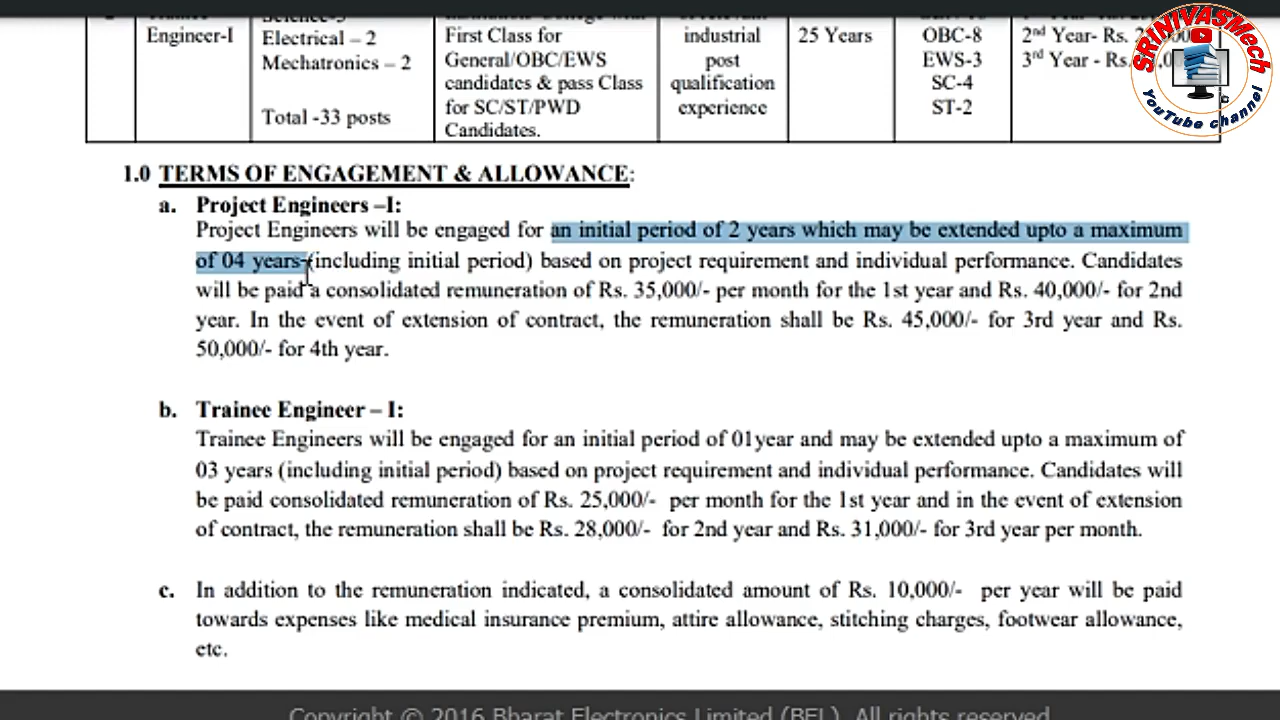 Engineer-I
Electrical – 2
Mechatronics – 2
Total -33 posts
First Class for
General/OBC/EWS
candidates & pass Class
for SC/ST/PWD
Candidates.
industrial
post
qualification
experience
25 Years
OBC-8
EWS-3
SC-4
ST-2
2nd Year- Rs.
3rd Year - Rs.
SRINIVASMech
YouTube channel
1.0 TERMS OF ENGAGEMENT & ALLOWANCE:
a. Project Engineers –I:
Project Engineers will be engaged for an initial period of 2 years which may be extended upto a maximum
of 04 years (including initial period) based on project requirement and individual performance. Candidates
will be paid a consolidated remuneration of Rs. 35,000/- per month for the 1st year and Rs. 40,000/- for 2nd
year. In the event of extension of contract, the remuneration shall be Rs. 45,000/- for 3rd year and Rs.
50,000/- for 4th year.
b. Trainee Engineer – I:
Trainee Engineers will be engaged for an initial period of 01year and may be extended upto a maximum of
03 years (including initial period) based on project requirement and individual performance. Candidates will
be paid consolidated remuneration of Rs. 25,000/- per month for the 1st year and in the event of extension
of contract, the remuneration shall be Rs. 28,000/- for 2nd year and Rs. 31,000/- for 3rd year per month.
c. In addition to the remuneration indicated, a consolidated amount of Rs. 10,000/- per year will be paid
towards expenses like medical insurance premium, attire allowance, stitching charges, footwear allowance,
etc.
Copyright © 2016 Bharat Electronics Limited (BEL). All rights reserved